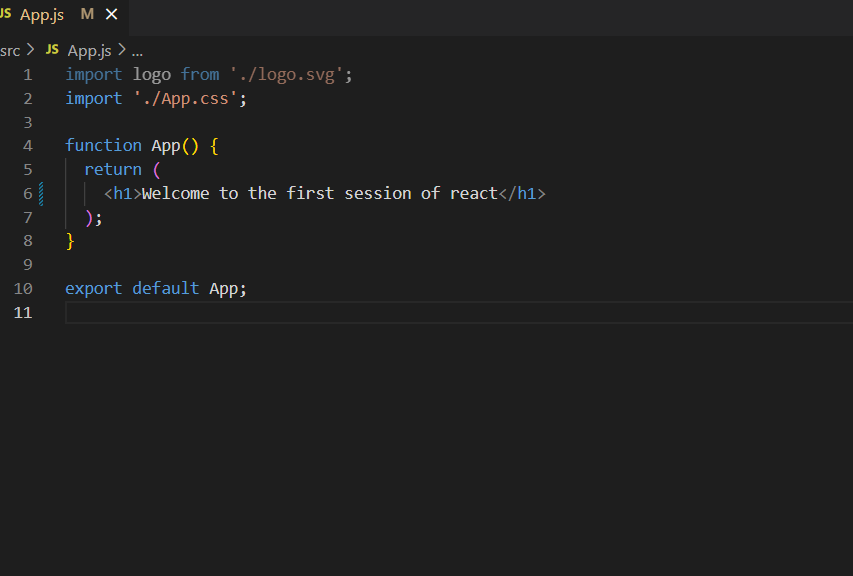 JS App.js M ×
src > JS App.js > ...
1 import logo from './logo.svg';
2 import './App.css';
3
4 function App() {
5   return (
6     <h1>Welcome to the first session of react</h1>
7   );
8 }
9
10 export default App;
11